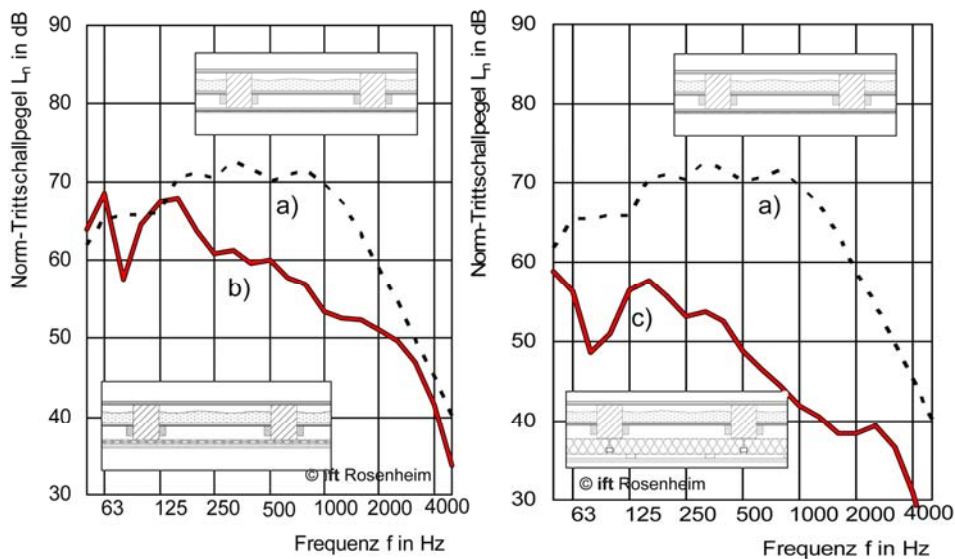 Norm-Trittschallpegel Ln in dB
90
80
70
60
50
40
30
a)
b)
© ift Rosenheim
63 125 250 500 1000 2000 4000
Frequenz f in Hz
Norm-Trittschallpegel Ln in dB
90
80
70
60
50
40
30
a)
c)
© ift Rosenheim
63 125 250 500 1000 2000 4000
Frequenz f in Hz